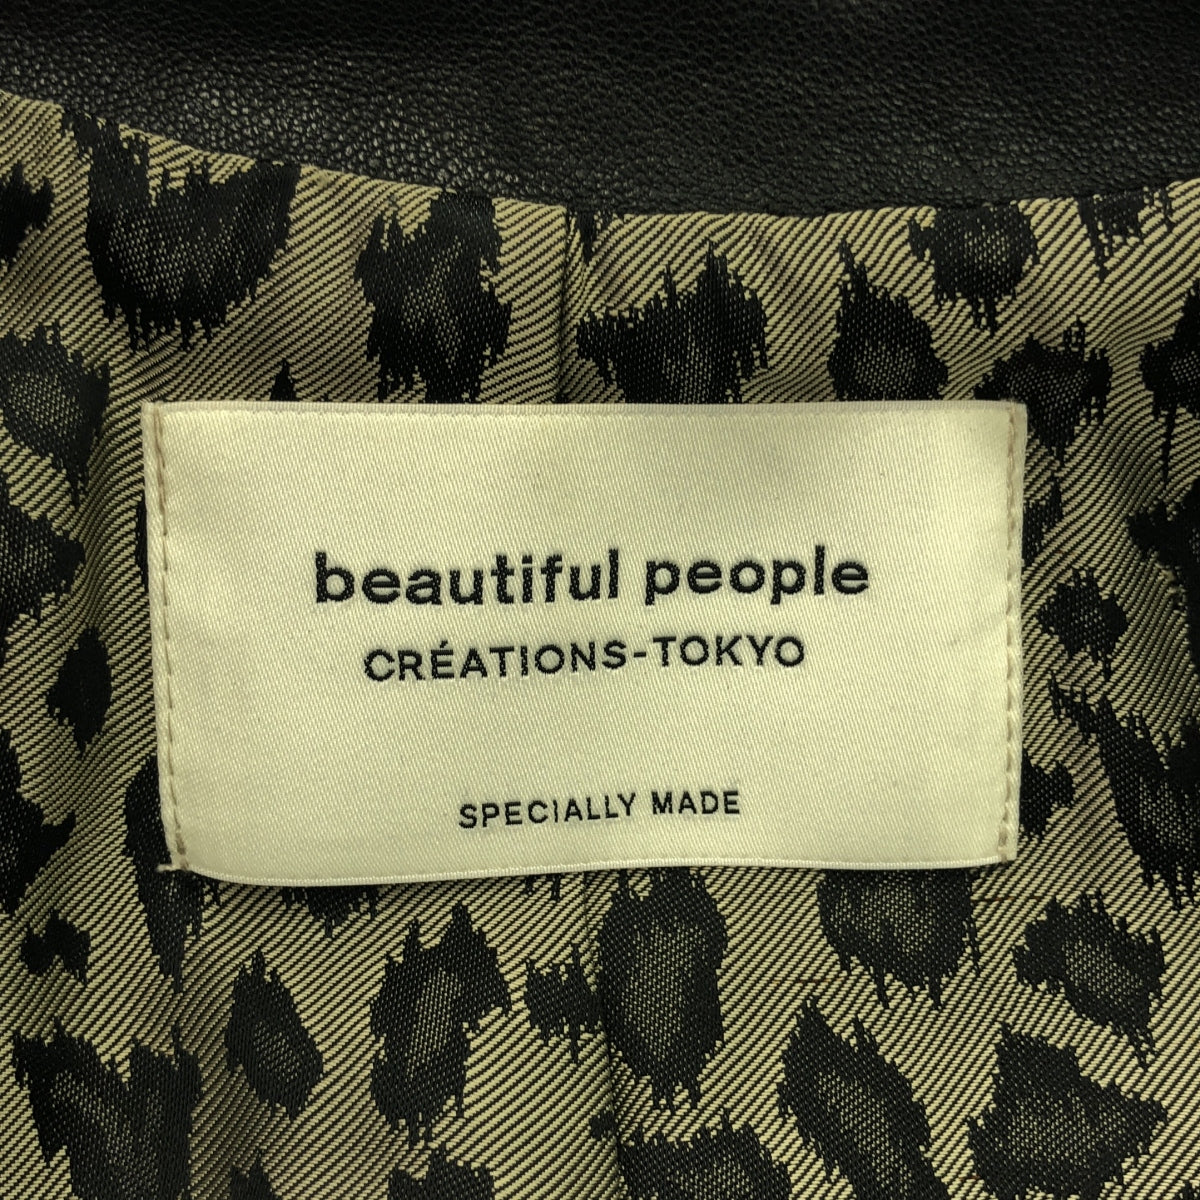 beautiful people
CRÉATIONS-TOKYO
SPECIALLY MADE